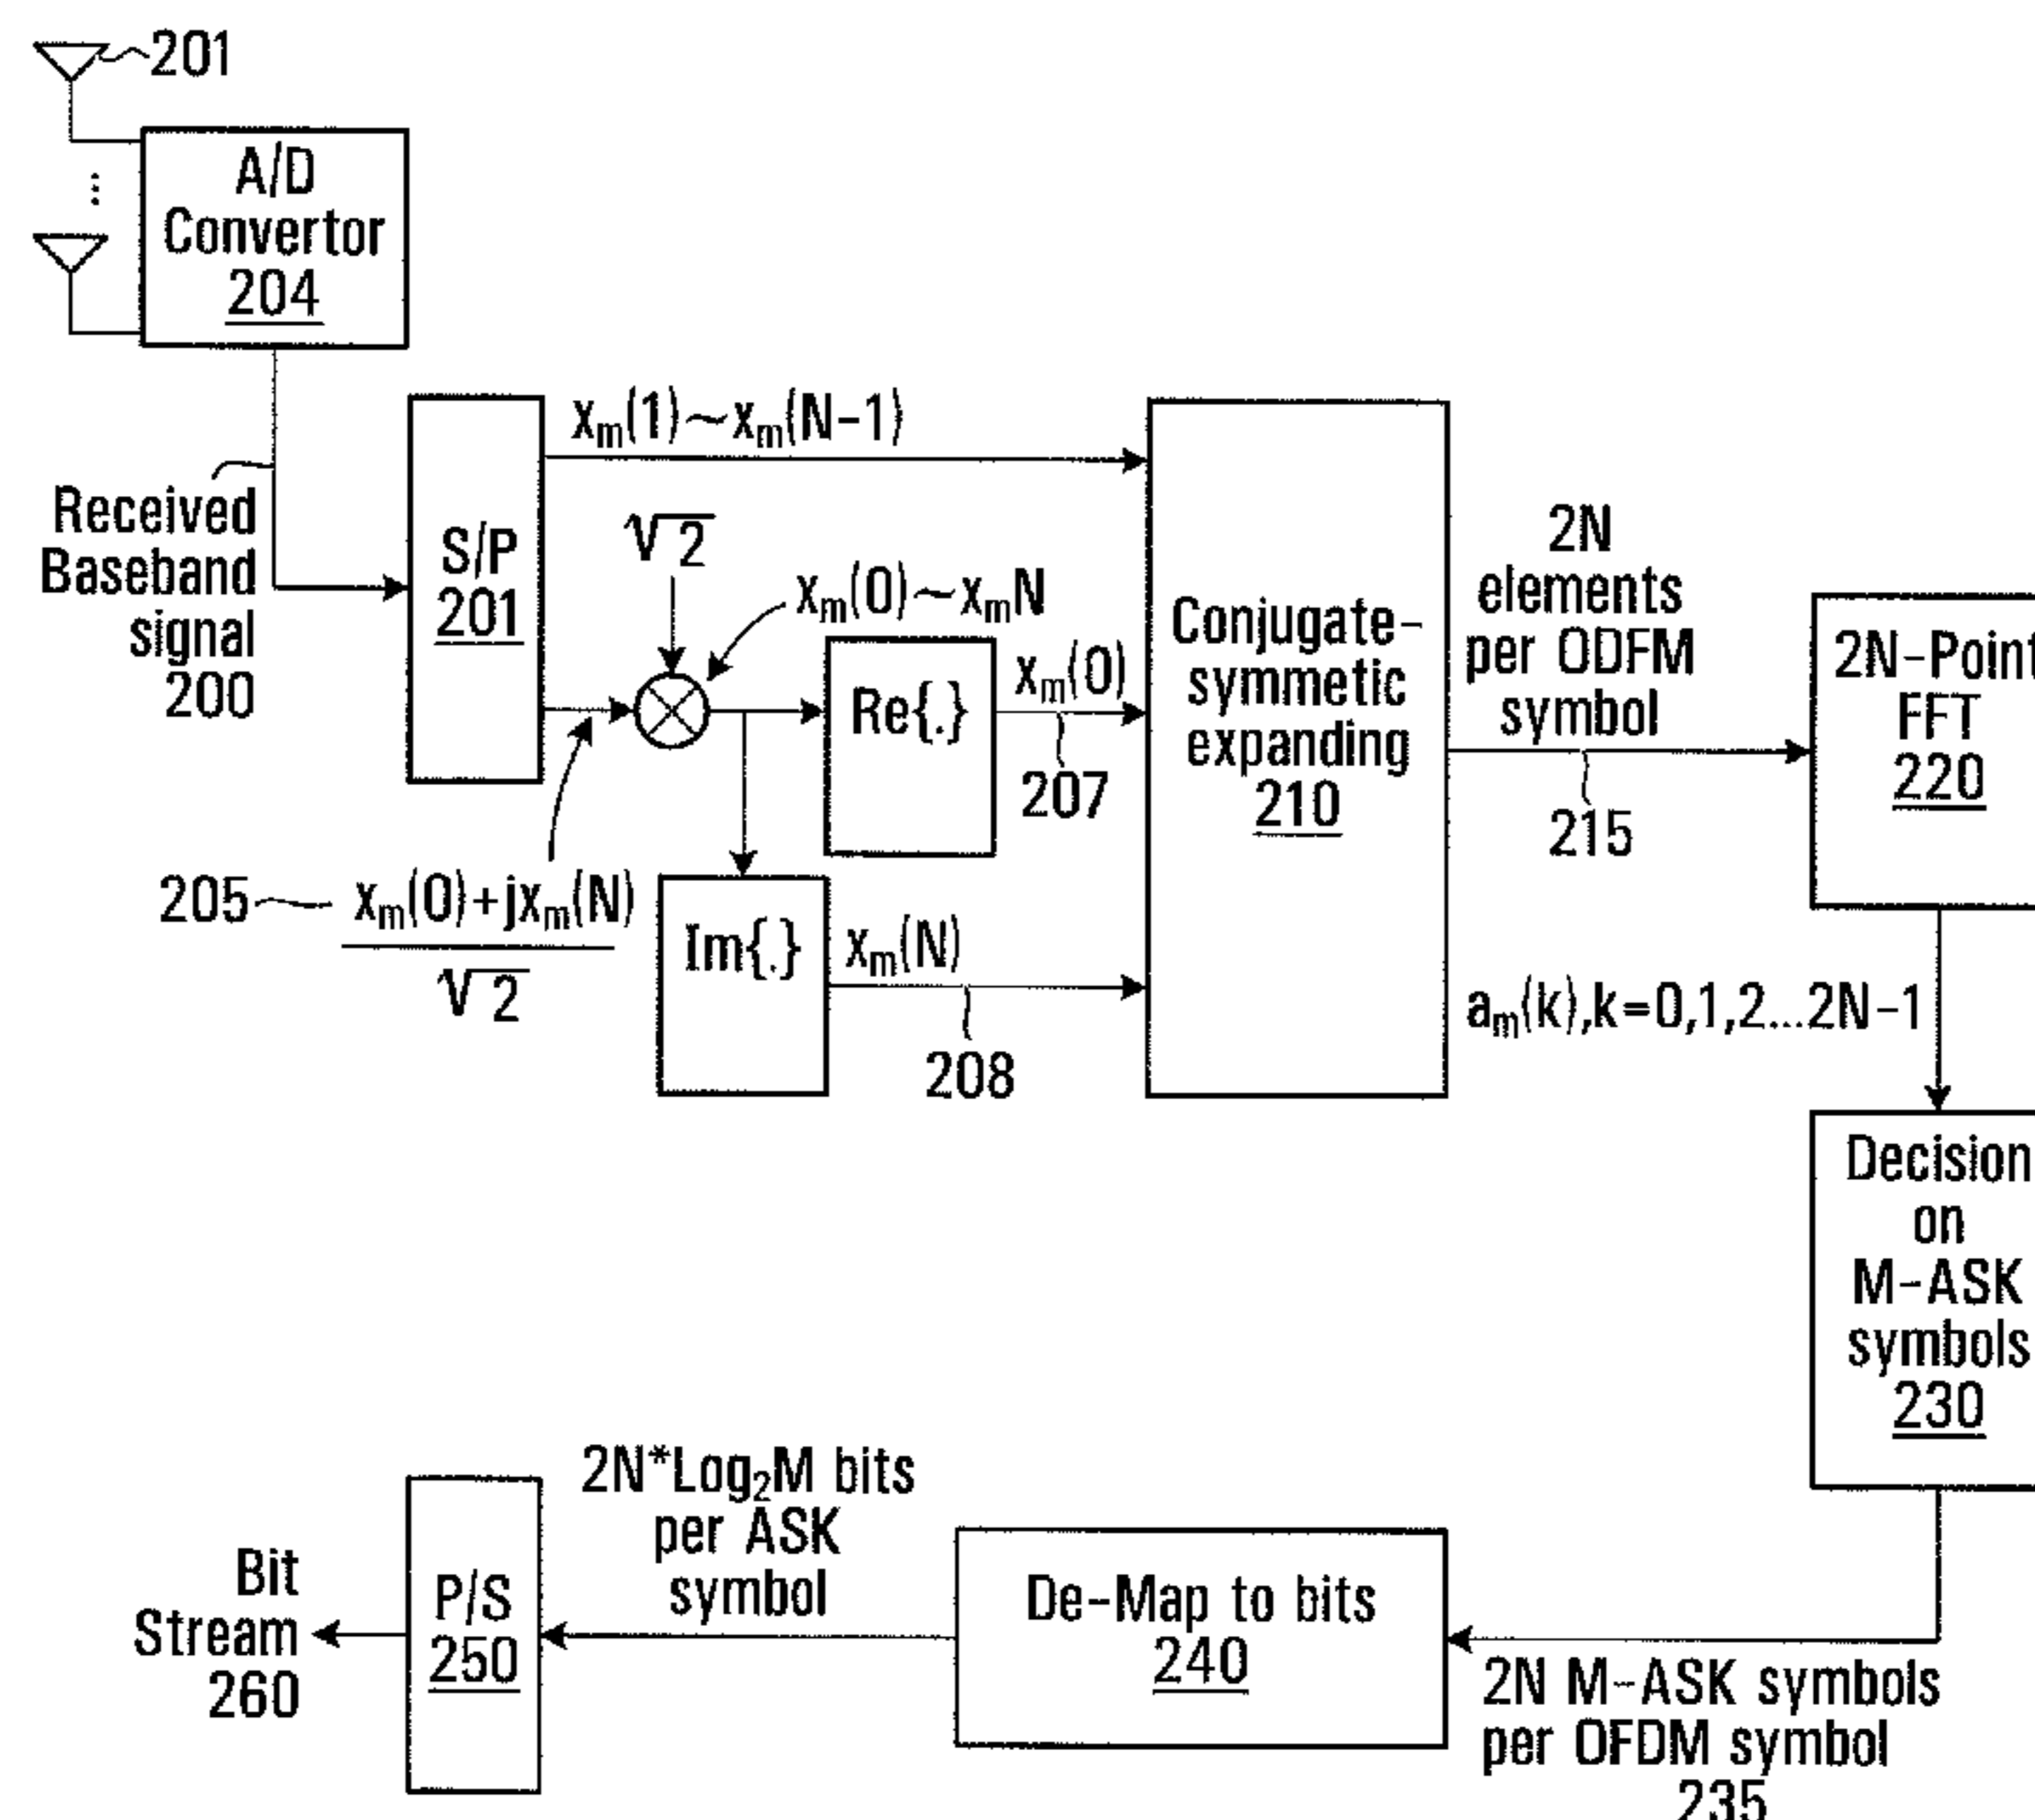 201
A/D
Convertor
204
...
Received
Baseband
signal
200
S/P
201
xₘ(1)~xₘ(N-1)
√2
xₘ(0)~xₘN
Re{.}
xₘ(0)
207
205
xₘ(0)+jxₘ(N)
√2
Im{.}
xₘ(N)
208
Conjugate-
symmetic
expanding
210
2N
elements
per ODFM
symbol
215
2N-Point
FFT
220
aₘ(k),k=0,1,2...2N-1
Decision
on
M-ASK
symbols
230
2N M-ASK symbols
per OFDM symbol
235
De-Map to bits
240
2N*Log₂M bits
per ASK
symbol
P/S
250
Bit
Stream
260